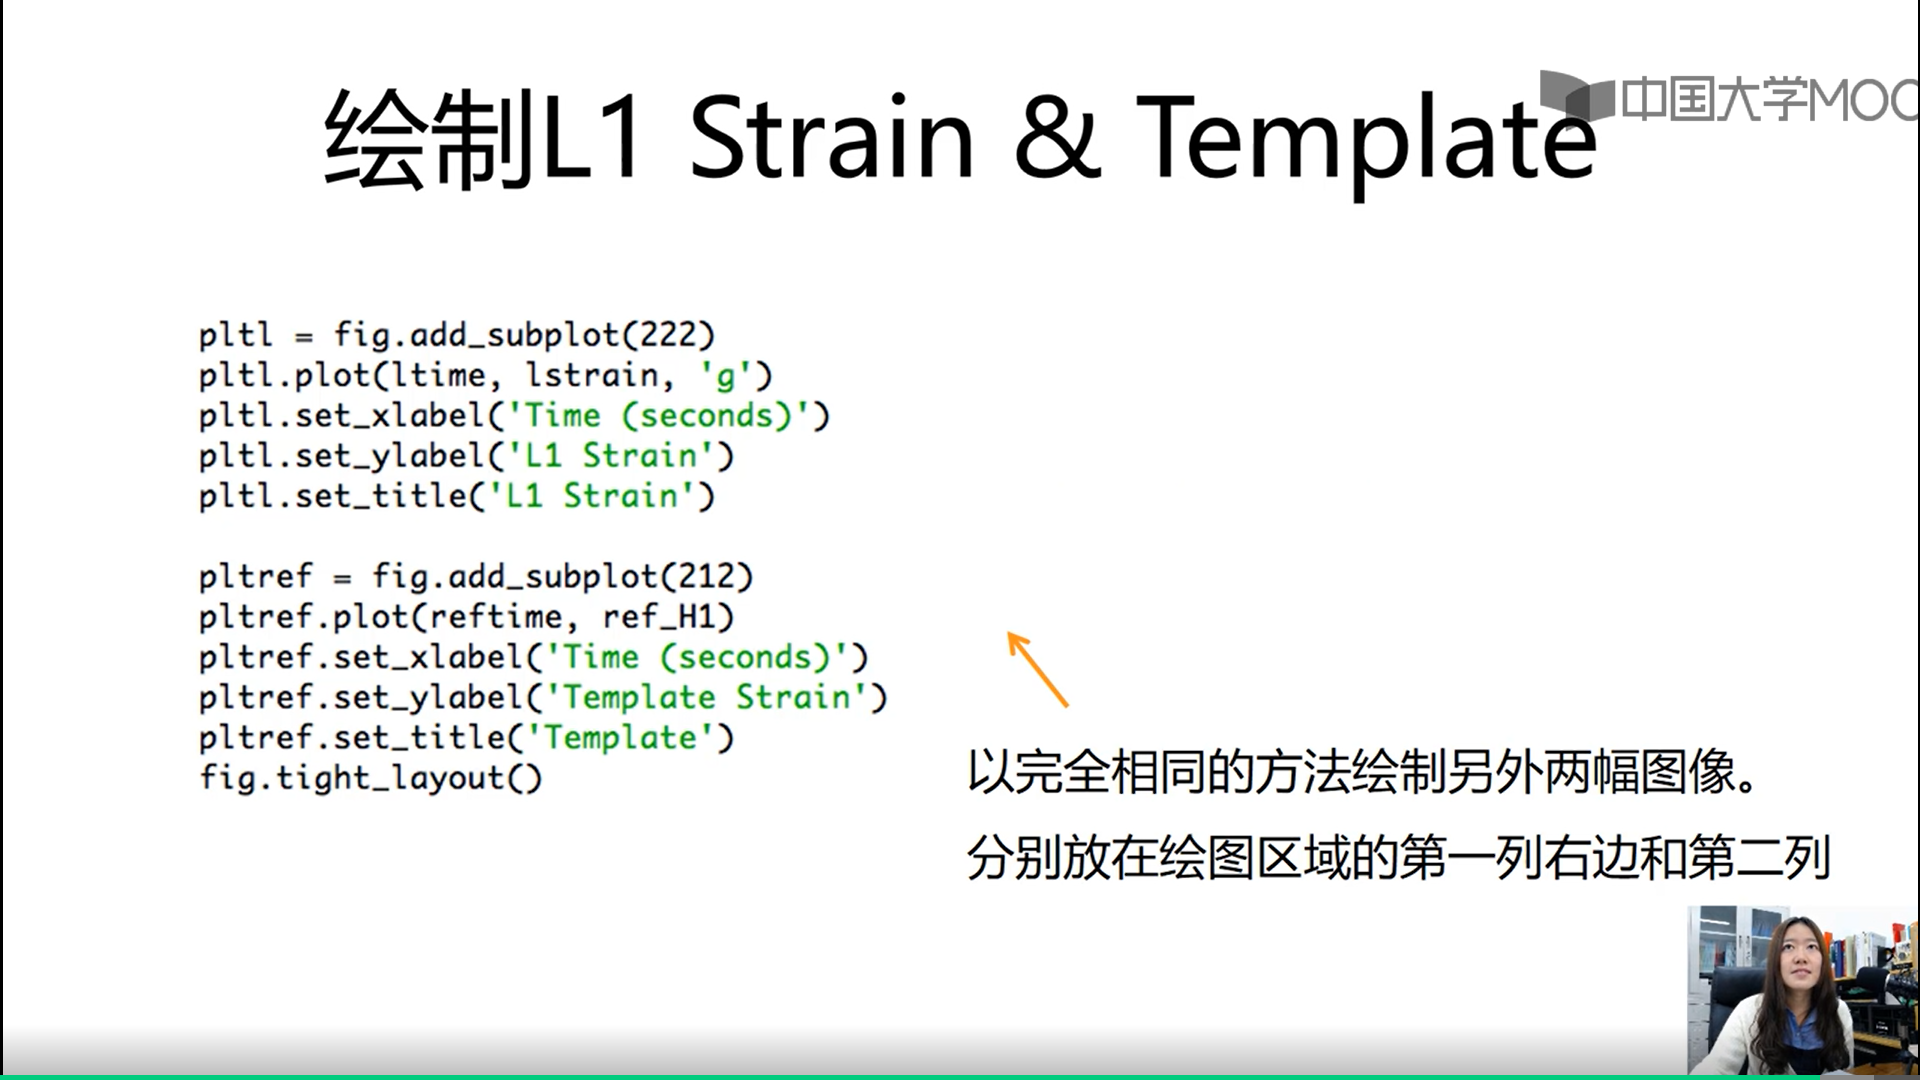 中国大学MOO
绘制L1 Strain & Template
pltl = fig.add_subplot(222)
pltl.plot(ltime, lstrain, 'g')
pltl.set_xlabel('Time (seconds)')
pltl.set_ylabel('L1 Strain')
pltl.set_title('L1 Strain')
pltref = fig.add_subplot(212)
pltref.plot(reftime, ref_H1)
pltref.set_xlabel('Time (seconds)')
pltref.set_ylabel('Template Strain')
pltref.set_title('Template')
fig.tight_layout()
以完全相同的方法绘制另外两幅图像。
分别放在绘图区域的第一列右边和第二列